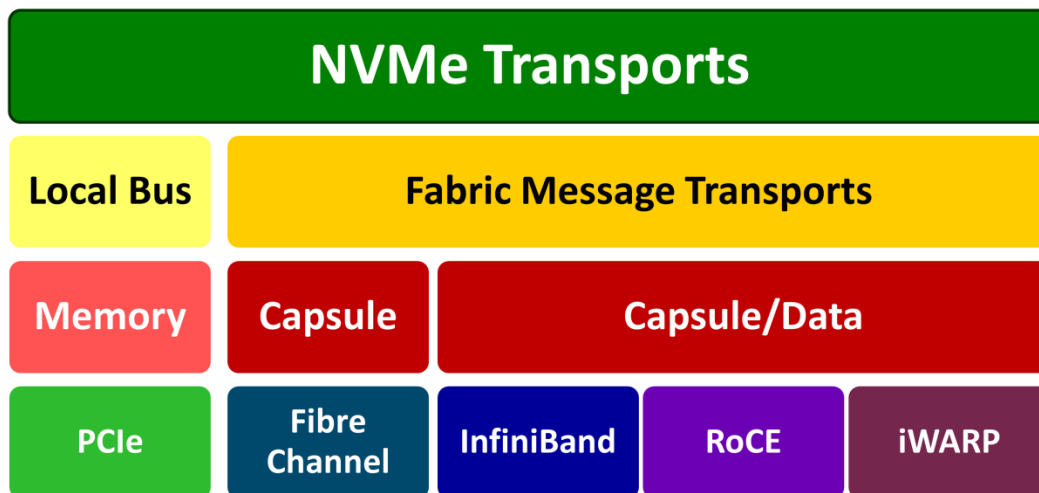 NVMe Transports
Local Bus
Fabric Message Transports
Memory
Capsule
Capsule/Data
PCIe
Fibre
Channel
InfiniBand
RoCE
iWARP